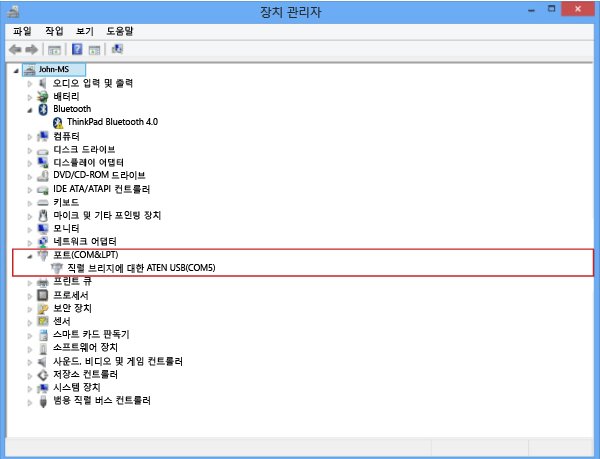 장치 관리자
파일 작업 보기 도움말
John-MS
오디오 입력 및 출력
배터리
Bluetooth
ThinkPad Bluetooth 4.0
컴퓨터
디스크 드라이브
디스플레이 어댑터
DVD/CD-ROM 드라이브
IDE ATA/ATAPI 컨트롤러
키보드
마이크 및 기타 포인팅 장치
모니터
네트워크 어댑터
포트(COM&LPT)
직렬 브리지에 대한 ATEN USB(COM5)
프린트 큐
프로세서
보안 장치
센서
스마트 카드 판독기
소프트웨어 장치
사운드, 비디오 및 게임 컨트롤러
저장소 컨트롤러
시스템 장치
범용 직렬 버스 컨트롤러